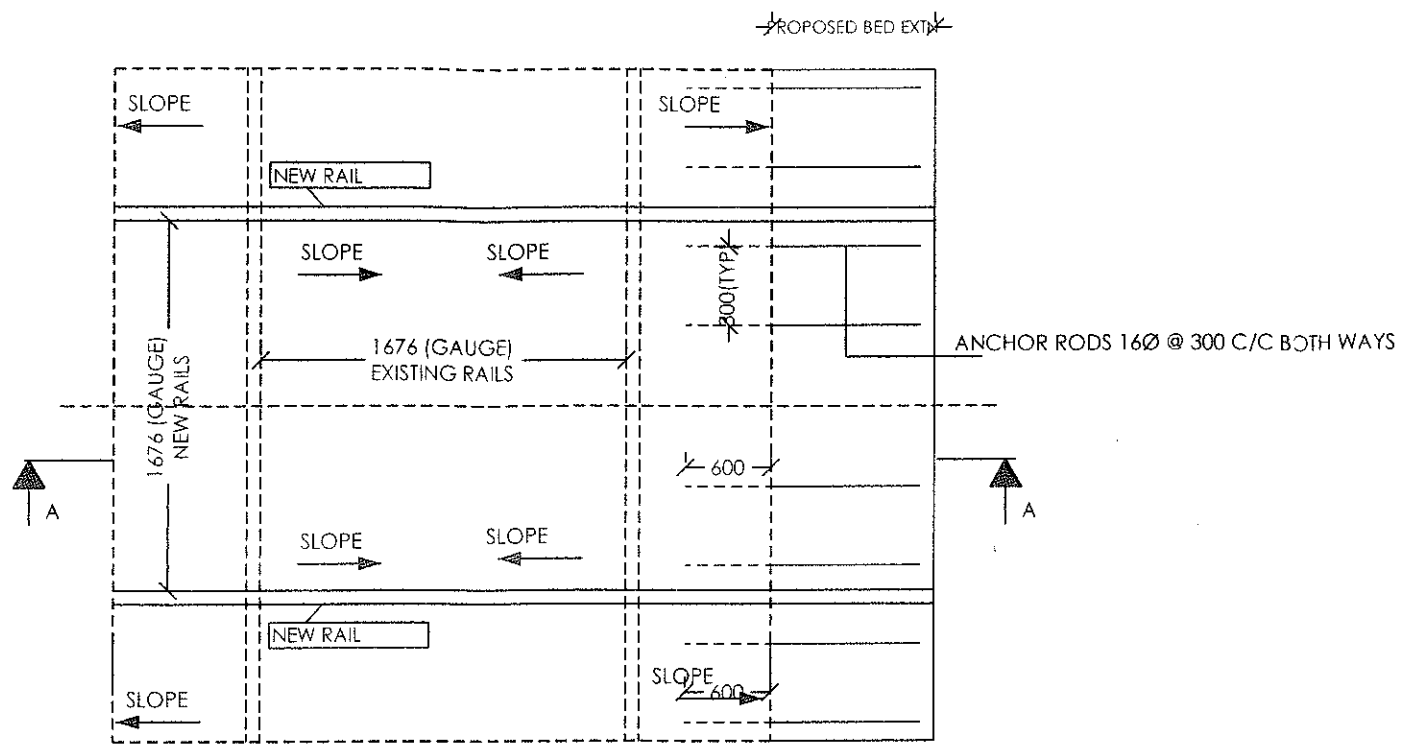 PROPOSED BED EXTN
SLOPE
SLOPE
NEW RAIL
SLOPE
SLOPE
300(TYP)
1676 (GAUGE)
EXISTING RAILS
ANCHOR RODS 16Ø @ 300 C/C BOTH WAYS
1676 (GAUGE)
NEW RAILS
600
A
A
SLOPE
SLOPE
NEW RAIL
SLOPE
600
SLOPE